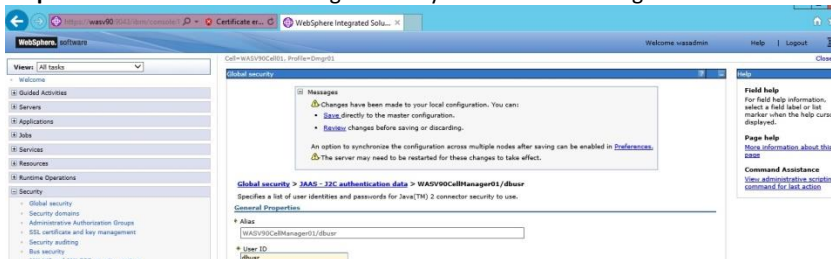 https://wasv90:9043/ibm/console/l
Certificate er...
WebSphere Integrated Solu...
WebSphere. software
Welcome wasadmin
Help | Logout
Cell=WASV90Cell01, Profile=Dmgr01
Close
View: All tasks
Welcome
Guided Activities
Servers
Applications
Jobs
Services
Resources
Runtime Operations
Security
Global security
Security domains
Administrative Authorization Groups
SSL certificate and key management
Security auditing
Bus security
Global security
Messages
Changes have been made to your local configuration. You can:
Save directly to the master configuration.
Review changes before saving or discarding.
An option to synchronize the configuration across multiple nodes after saving can be enabled in Preferences.
The server may need to be restarted for these changes to take effect.
Global security > JAAS - J2C authentication data > WASV90CellManager01/dbusr
Specifies a list of user identities and passwords for Java(TM) 2 connector security to use.
General Properties
Alias
WASV90CellManager01/dbusr
User ID
dbusr
Help
Field help
For field help information,
select a field label or list
marker when the help curso
displayed.
Page help
More information about this
page
Command Assistance
View administrative scriptin
command for last action